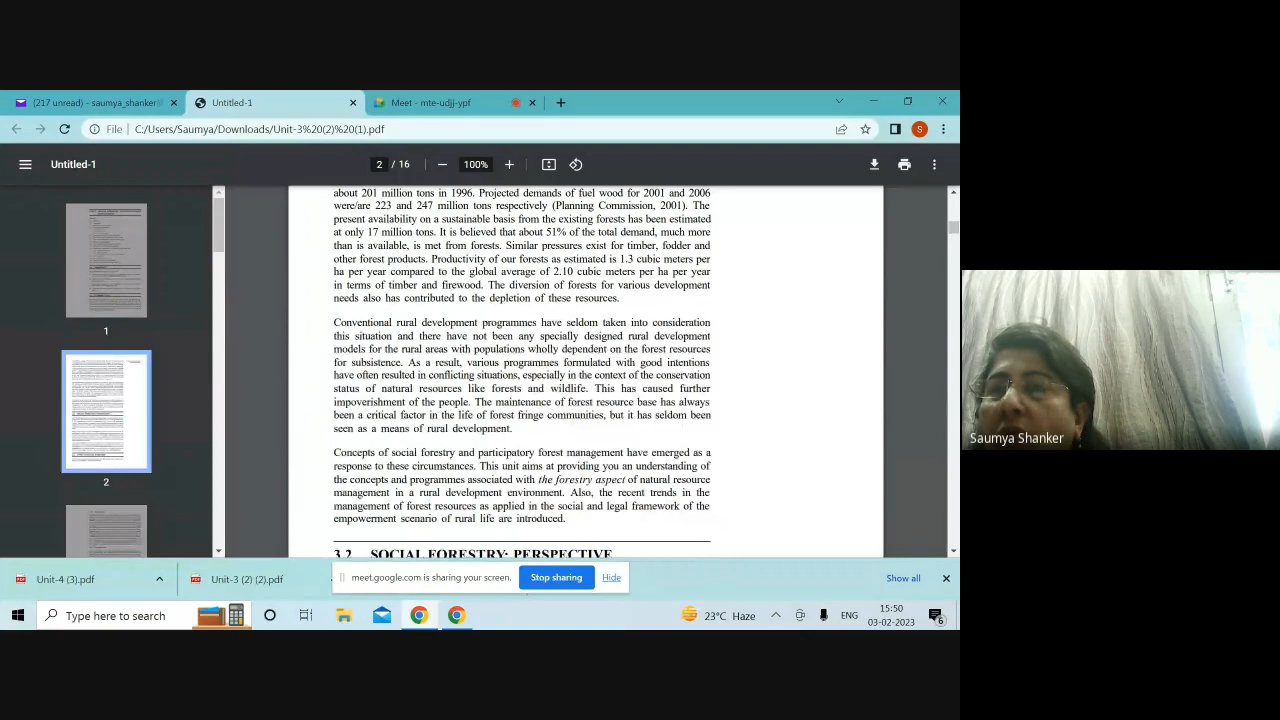 (217 unread) - saumya_shanker@
Untitled-1
Meet - mte-udjj-ypf
File
C:/Users/Saumya/Downloads/Unit-3%20(2)%20(1).pdf
S
Untitled-1
2 / 16
100%
about 201 million tons in 1996. Projected demands of fuel wood for 2001 and 2006
were/are 223 and 247 million tons respectively (Planning Commission, 2001). The
present availability on a sustainable basis from the existing forests has been estimated
at only 17 million tons. It is believed that about 51% of the total demand, much more
than is available, is met from forests. Similar pressures exist for timber, fodder and
other forest products. Productivity of our forests as estimated is 1.3 cubic meters per
ha per year compared to the global average of 2.10 cubic meters per ha per year
in terms of timber and firewood. The diversion of forests for various development
needs also has contributed to the depletion of these resources.
Conventional rural development programmes have seldom taken into consideration
this situation and there have not been any specially designed rural development
models for the rural areas with populations wholly dependent on the forest resources
for subsistence. As a result, various programmes formulated with good intentions
have often resulted in conflicting situations, especially in the context of the conservation
status of natural resources like forests and wildlife. This has caused further
impoverishment of the people. The maintenance of forest resource base has always
been a critical factor in the life of forest fringe communities, but it has seldom been
seen as a means of rural development.
Concepts of social forestry and participatory forest management have emerged as a
response to these circumstances. This unit aims at providing you an understanding of
the concepts and programmes associated with the forestry aspect of natural resource
management in a rural development environment. Also, the recent trends in the
management of forest resources as applied in the social and legal framework of the
empowerment scenario of rural life are introduced.
3.2 SOCIAL FORESTRY: PERSPECTIVE
1
2
Saumya Shanker
Unit-4 (3).pdf
Unit-3 (2) (2).pdf
meet.google.com is sharing your screen.
Stop sharing
Hide
Show all
Type here to search
23°C Haze
ENG
15:50
03-02-2023
6